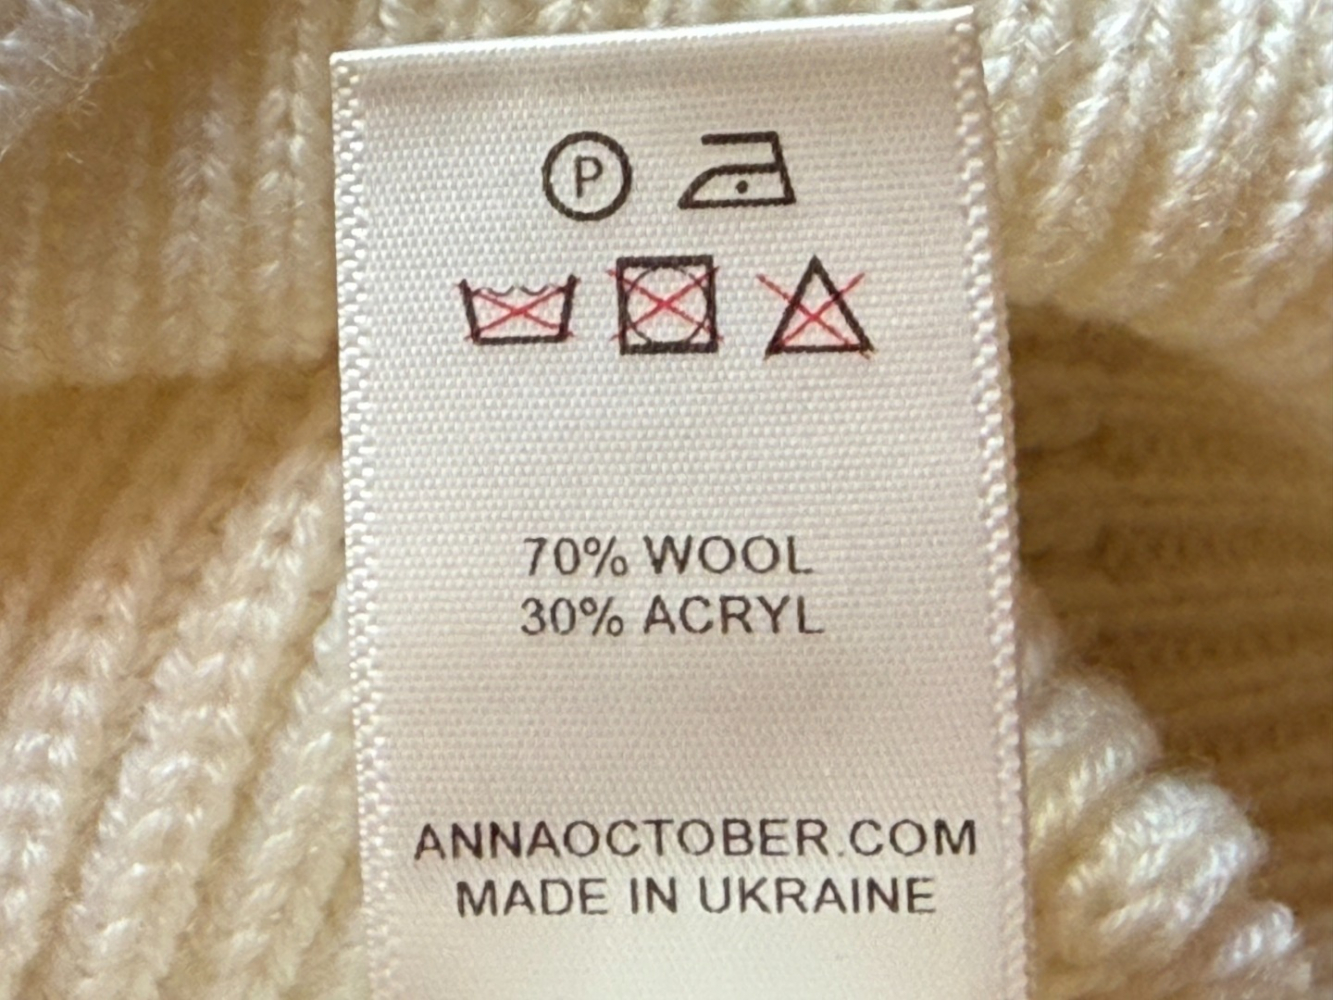 P
70% WOOL
30% ACRYL
ANNAOCTOBER.COM
MADE IN UKRAINE